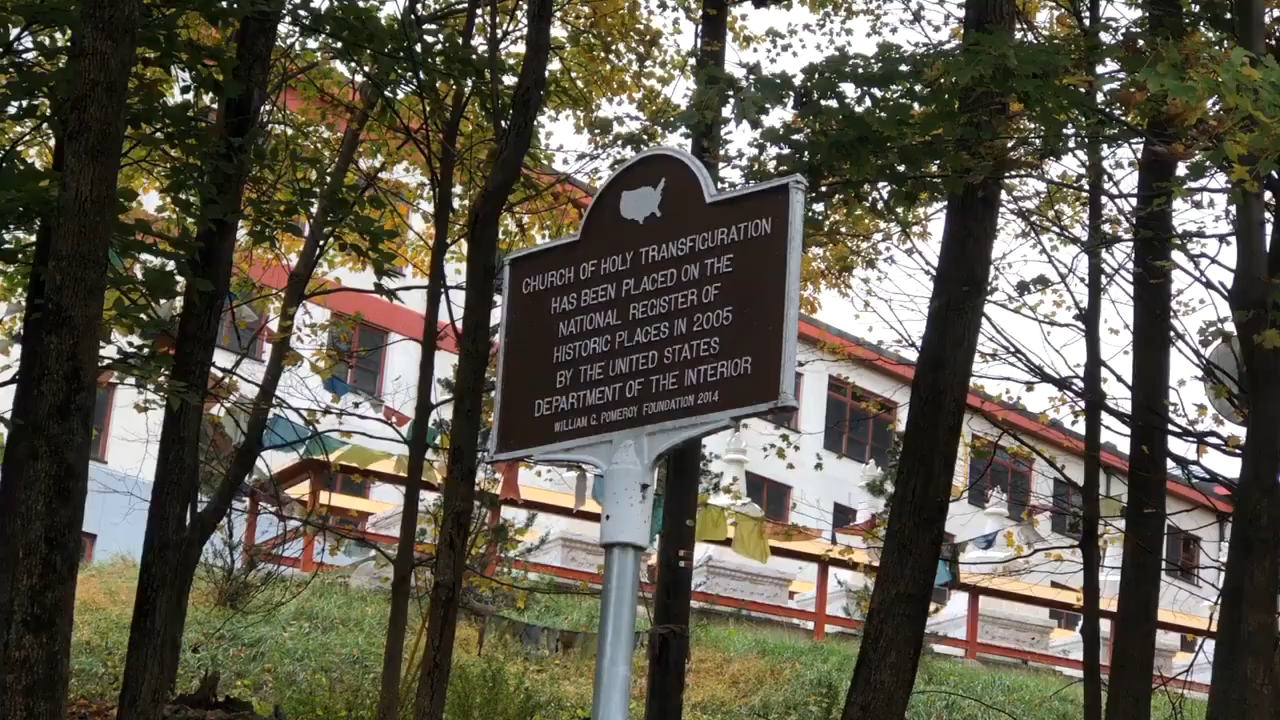 CHURCH OF HOLY TRANSFIGURATION
HAS BEEN PLACED ON THE
NATIONAL REGISTER OF
HISTORIC PLACES IN 2005
BY THE UNITED STATES
DEPARTMENT OF THE INTERIOR
WILLIAM G. POMEROY FOUNDATION 2014